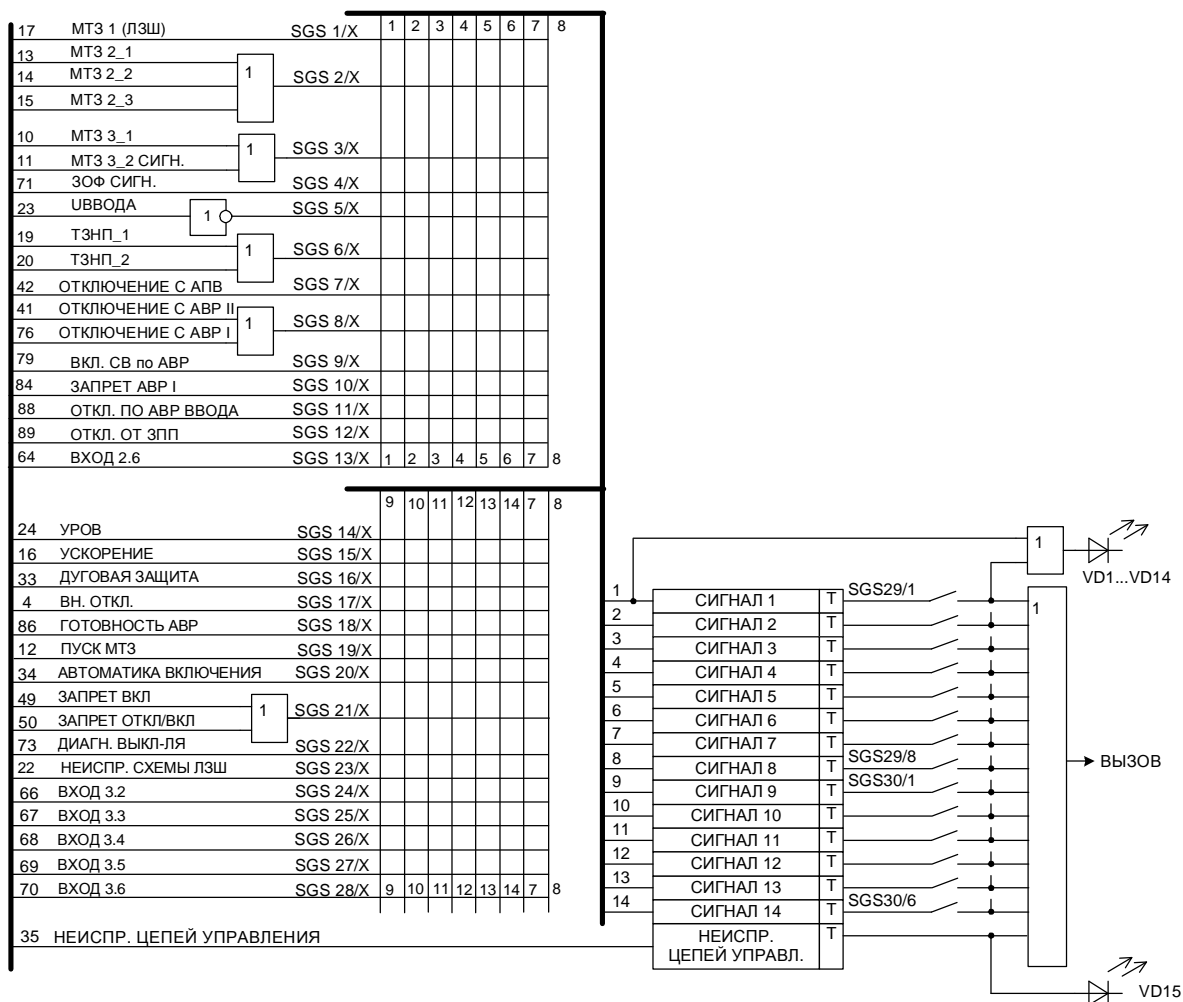 1 2 3 4 5 6 7 8
17 МТЗ 1 (ЛЗШ) SGS 1/X
13 МТЗ 2_1
14 МТЗ 2_2 1 SGS 2/X
15 МТЗ 2_3
10 МТЗ 3_1
1 SGS 3/X
11 МТЗ 3_2 СИГН.
71 ЗОФ СИГН. SGS 4/X
23 UВВОДА 1 SGS 5/X
19 ТЗНП_1
1 SGS 6/X
20 ТЗНП_2
42 ОТКЛЮЧЕНИЕ С АПВ SGS 7/X
41 ОТКЛЮЧЕНИЕ С АВР II
1 SGS 8/X
76 ОТКЛЮЧЕНИЕ С АВР I
79 ВКЛ. СВ по АВР SGS 9/X
84 ЗАПРЕТ АВР I SGS 10/X
88 ОТКЛ. ПО АВР ВВОДА SGS 11/X
89 ОТКЛ. ОТ ЗПП SGS 12/X
64 ВХОД 2.6 SGS 13/X 1 2 3 4 5 6 7 8
9 10 11 12 13 14 7 8
24 УРОВ SGS 14/X
16 УСКОРЕНИЕ SGS 15/X
33 ДУГОВАЯ ЗАЩИТА SGS 16/X
4 ВН. ОТКЛ. SGS 17/X
86 ГОТОВНОСТЬ АВР SGS 18/X
12 ПУСК МТЗ SGS 19/X
34 АВТОМАТИКА ВКЛЮЧЕНИЯ SGS 20/X
49 ЗАПРЕТ ВКЛ
1 SGS 21/X
50 ЗАПРЕТ ОТКЛ/ВКЛ
73 ДИАГН. ВЫКЛ-ЛЯ SGS 22/X
22 НЕИСПР. СХЕМЫ ЛЗШ SGS 23/X
66 ВХОД 3.2 SGS 24/X
67 ВХОД 3.3 SGS 25/X
68 ВХОД 3.4 SGS 26/X
69 ВХОД 3.5 SGS 27/X
70 ВХОД 3.6 SGS 28/X 9 10 11 12 13 14 7 8
35 НЕИСПР. ЦЕПЕЙ УПРАВЛЕНИЯ
1
VD1...VD14
1 СИГНАЛ 1 T SGS29/1
1
2 СИГНАЛ 2 T
3 СИГНАЛ 3 T
4 СИГНАЛ 4 T
5 СИГНАЛ 5 T
6 СИГНАЛ 6 T
7 СИГНАЛ 7 T
8 СИГНАЛ 8 T SGS29/8
ВЫЗОВ
9 СИГНАЛ 9 T SGS30/1
10 СИГНАЛ 10 T
11 СИГНАЛ 11 T
12 СИГНАЛ 12 T
13 СИГНАЛ 13 T
14 СИГНАЛ 14 T SGS30/6
НЕИСПР. T
ЦЕПЕЙ УПРАВЛ.
VD15